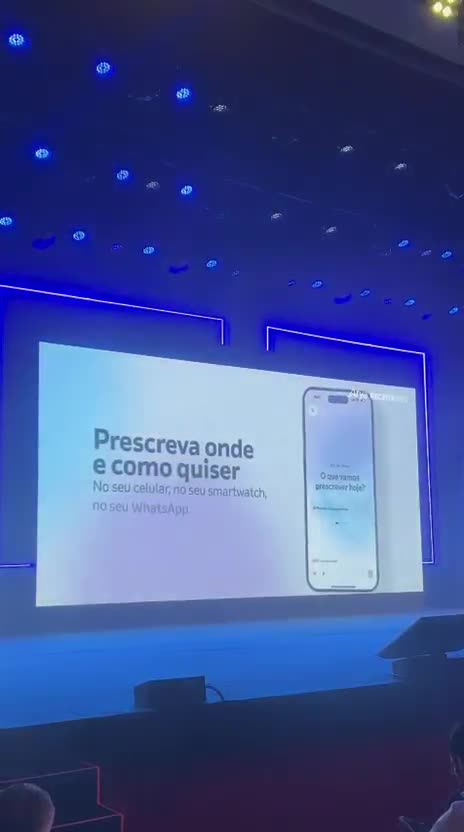 Prescreva onde
e como quiser
No seu celular, no seu smartwatch,
no seu WhatsApp.
O que vamos
prescrever hoje?